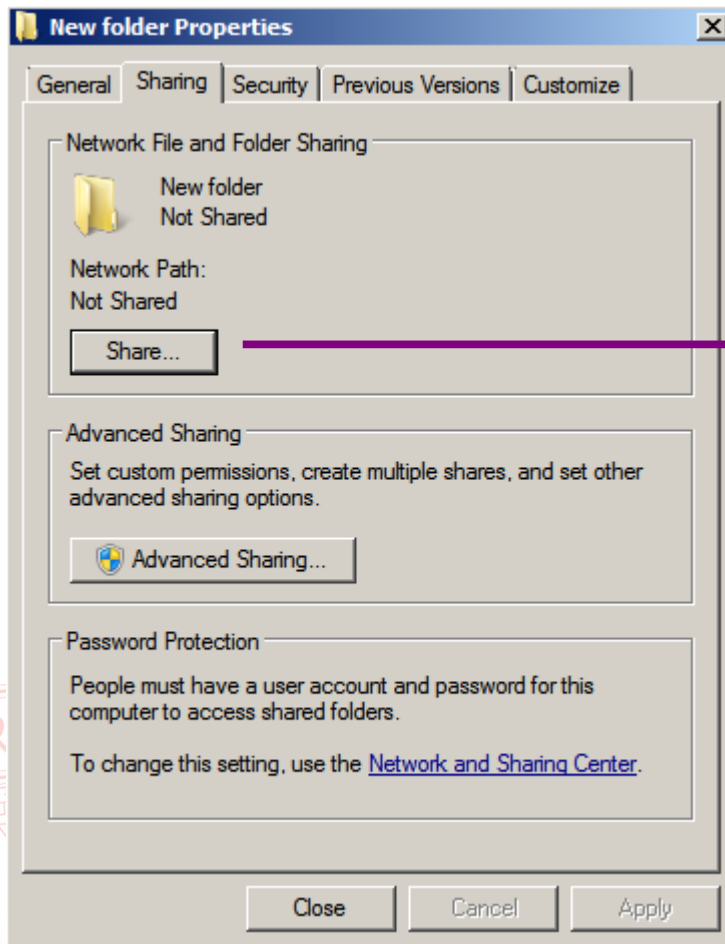 New folder Properties
General Sharing Security Previous Versions Customize
Network File and Folder Sharing
New folder
Not Shared
Network Path:
Not Shared
Share...
Advanced Sharing
Set custom permissions, create multiple shares, and set other
advanced sharing options.
Advanced Sharing...
Password Protection
People must have a user account and password for this
computer to access shared folders.
To change this setting, use the Network and Sharing Center.
Close Cancel Apply